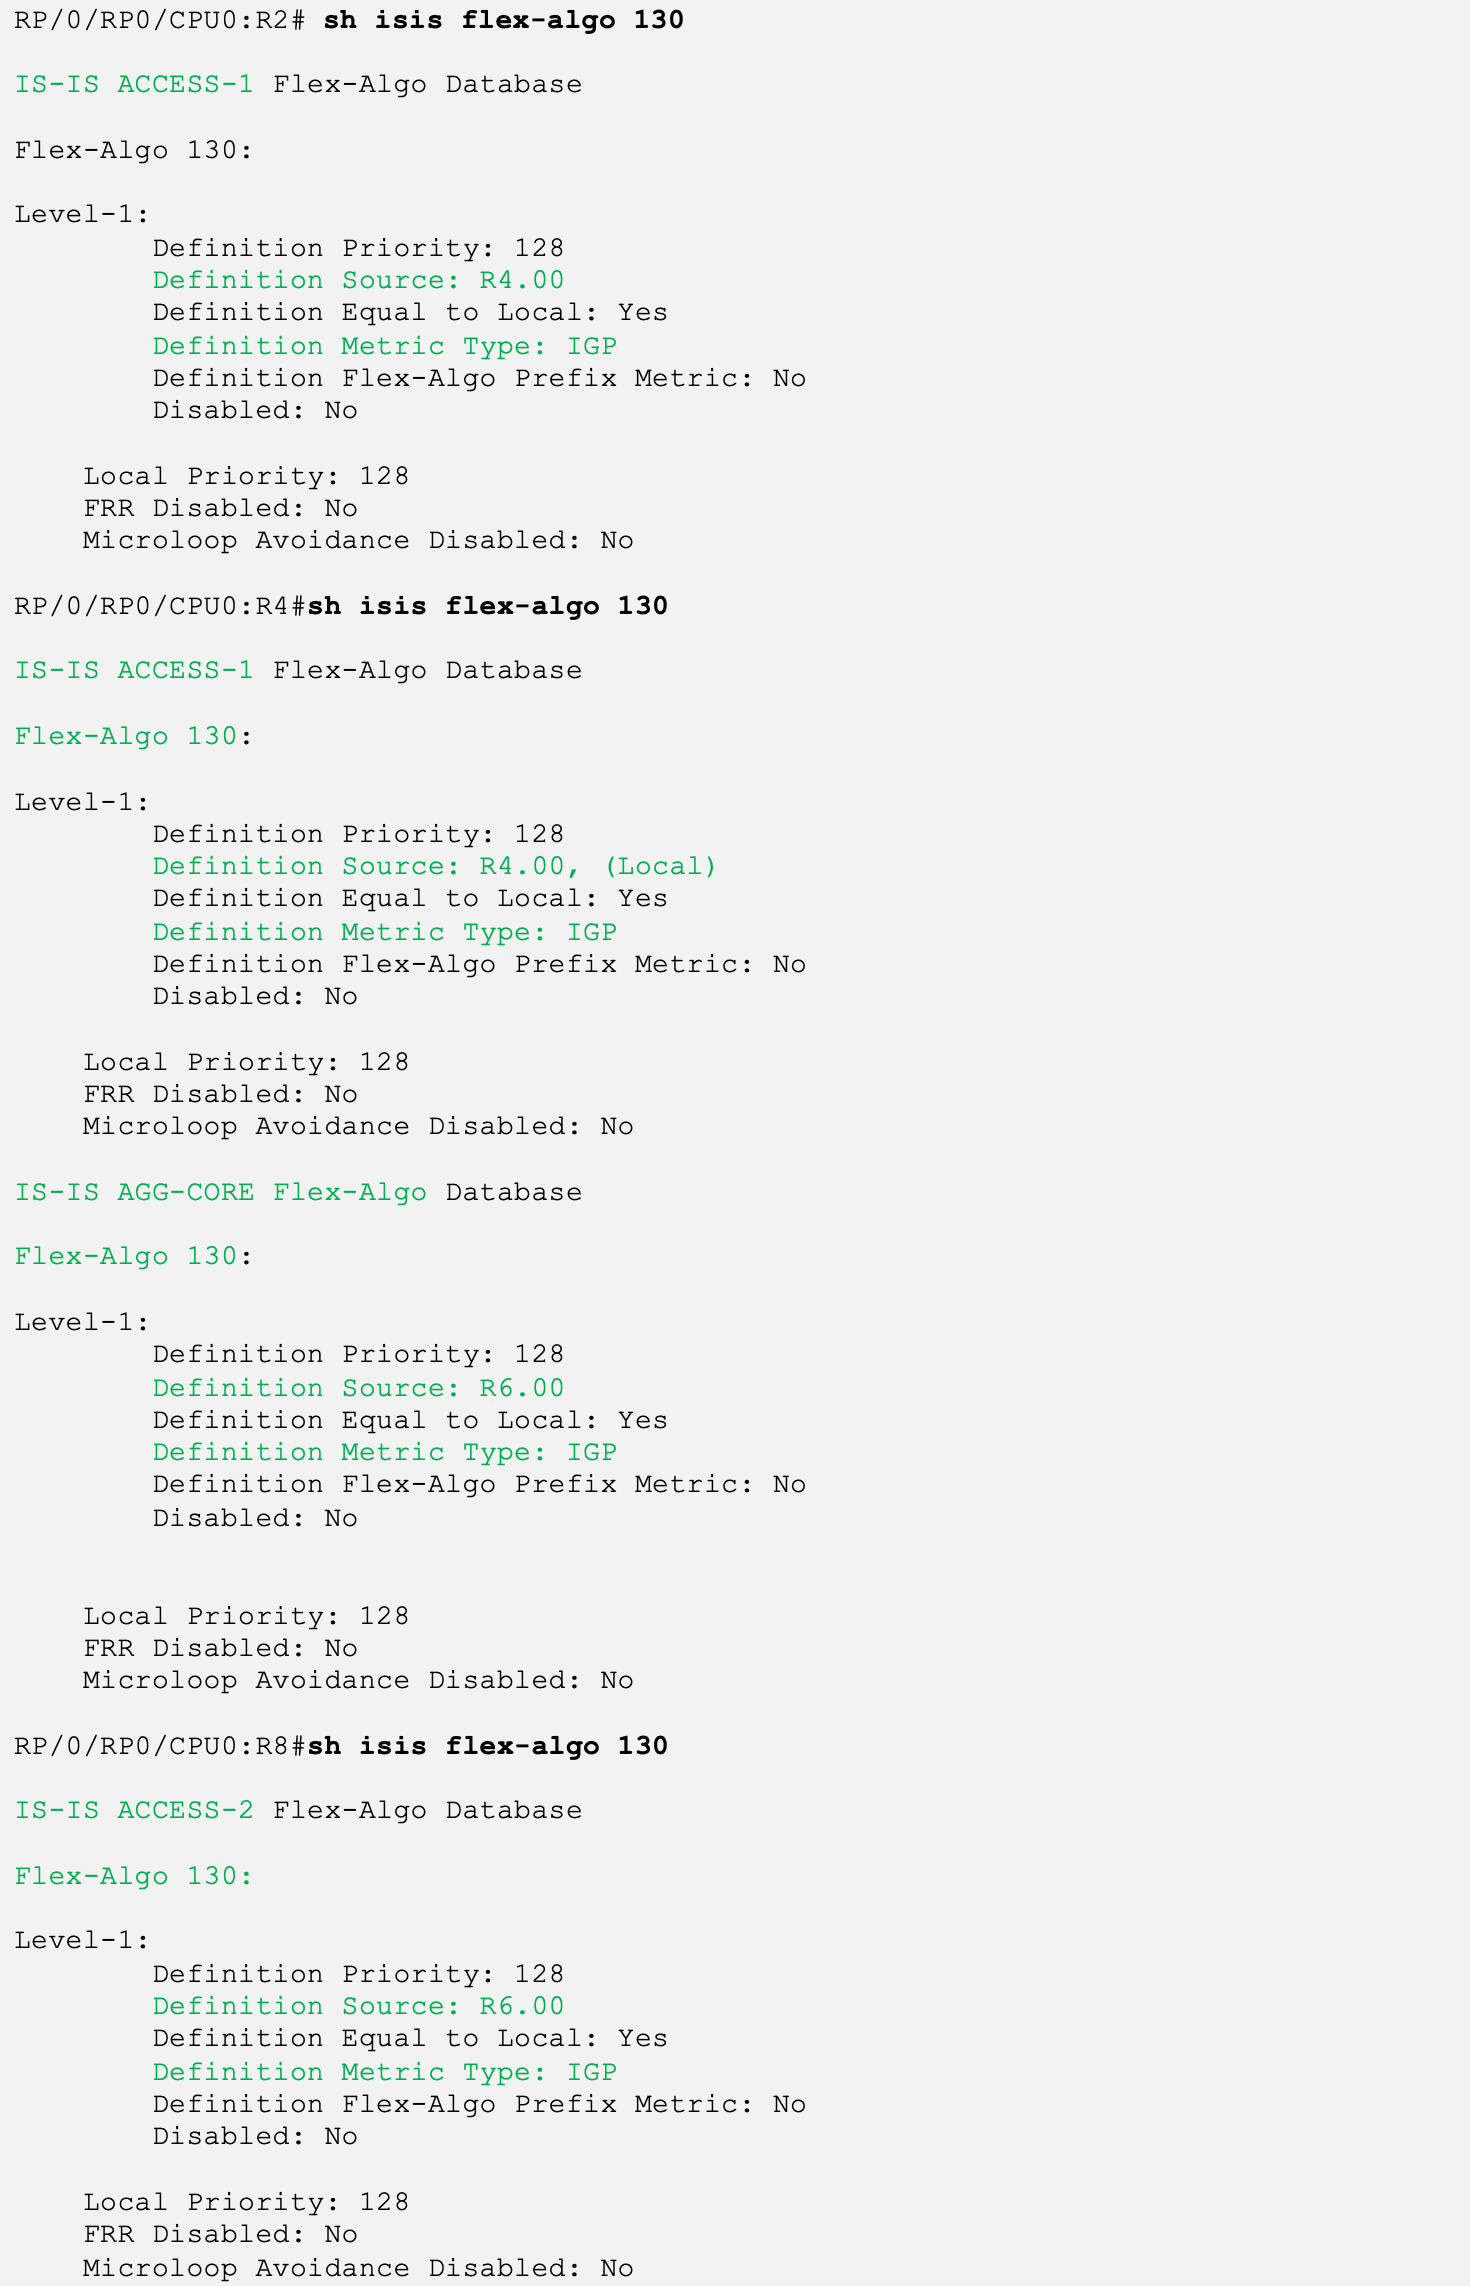 RP/0/RP0/CPU0:R2# sh isis flex-algo 130
IS-IS ACCESS-1 Flex-Algo Database
Flex-Algo 130:
Level-1:
Definition Priority: 128
Definition Source: R4.00
Definition Equal to Local: Yes
Definition Metric Type: IGP
Definition Flex-Algo Prefix Metric: No
Disabled: No
Local Priority: 128
FRR Disabled: No
Microloop Avoidance Disabled: No
RP/0/RP0/CPU0:R4#sh isis flex-algo 130
IS-IS ACCESS-1 Flex-Algo Database
Flex-Algo 130:
Level-1:
Definition Priority: 128
Definition Source: R4.00, (Local)
Definition Equal to Local: Yes
Definition Metric Type: IGP
Definition Flex-Algo Prefix Metric: No
Disabled: No
Local Priority: 128
FRR Disabled: No
Microloop Avoidance Disabled: No
IS-IS AGG-CORE Flex-Algo Database
Flex-Algo 130:
Level-1:
Definition Priority: 128
Definition Source: R6.00
Definition Equal to Local: Yes
Definition Metric Type: IGP
Definition Flex-Algo Prefix Metric: No
Disabled: No
Local Priority: 128
FRR Disabled: No
Microloop Avoidance Disabled: No
RP/0/RP0/CPU0:R8#sh isis flex-algo 130
IS-IS ACCESS-2 Flex-Algo Database
Flex-Algo 130:
Level-1:
Definition Priority: 128
Definition Source: R6.00
Definition Equal to Local: Yes
Definition Metric Type: IGP
Definition Flex-Algo Prefix Metric: No
Disabled: No
Local Priority: 128
FRR Disabled: No
Microloop Avoidance Disabled: No